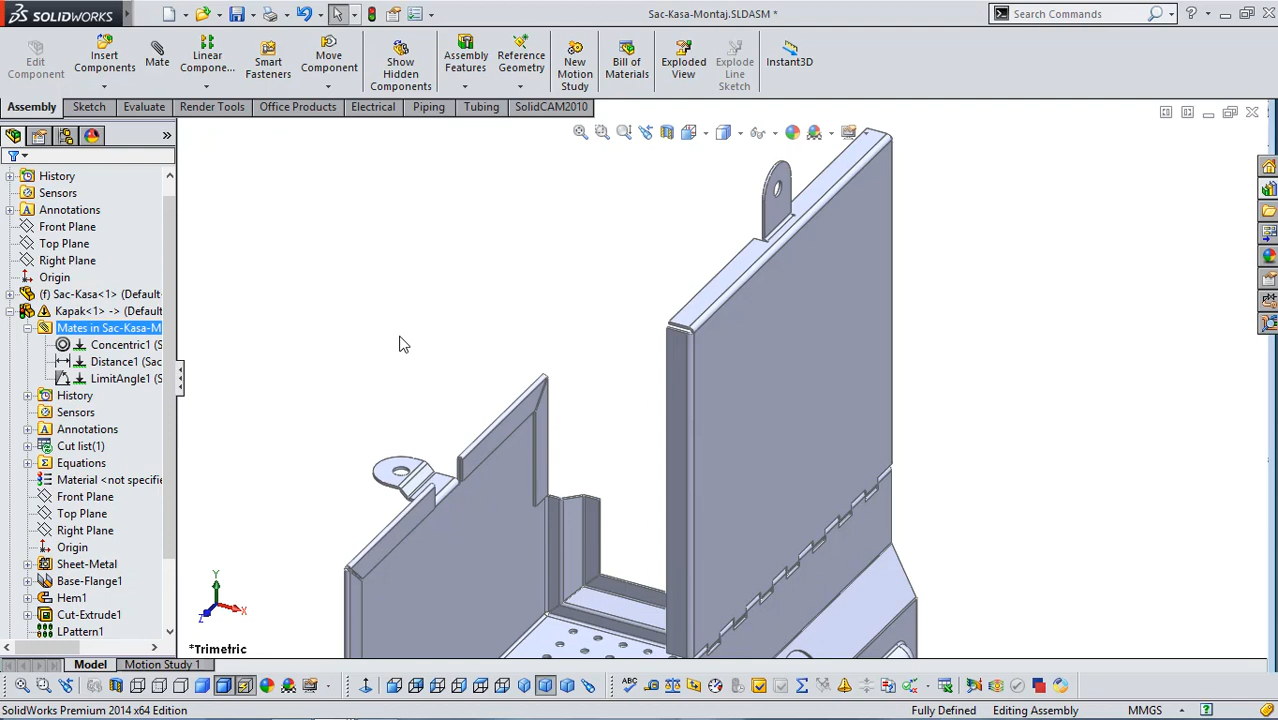 SOLIDWORKS
Sac-Kasa-Montaj.SLDASM *
Search Commands
Edit Component
Insert Components
Mate
Linear Compone...
Smart Fasteners
Move Component
Show Hidden Components
Assembly Features
Reference Geometry
New Motion Study
Bill of Materials
Exploded View
Explode Line Sketch
Instant3D
Assembly
Sketch
Evaluate
Render Tools
Office Products
Electrical
Piping
Tubing
SolidCAM2010
History
Sensors
Annotations
Front Plane
Top Plane
Right Plane
Origin
(f) Sac-Kasa<1> (Default
Kapak<1> -> (Default
Mates in Sac-Kasa-M
Concentric1 (S
Distance1 (Sac
LimitAngle1 (S
History
Sensors
Annotations
Cut list(1)
Equations
Material <not specifie
Front Plane
Top Plane
Right Plane
Origin
Sheet-Metal
Base-Flange1
Hem1
Cut-Extrude1
LPattern1
Y
X
Z
*Trimetric
Model
Motion Study 1
SolidWorks Premium 2014 x64 Edition
Fully Defined
Editing Assembly
MMGS